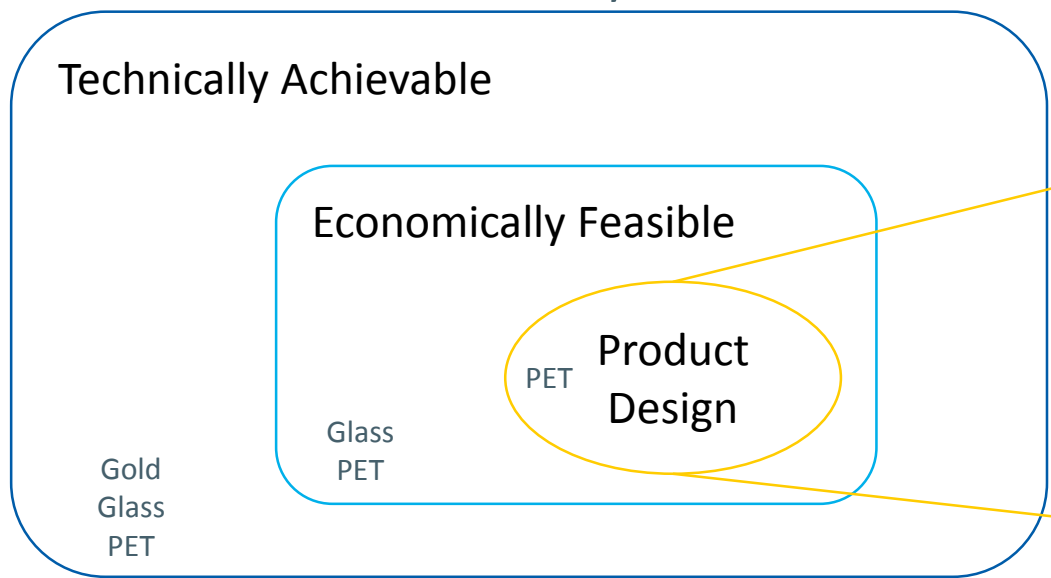 Technically Achievable
Economically Feasible
Product
Design
PET
Glass
PET
Gold
Glass
PET